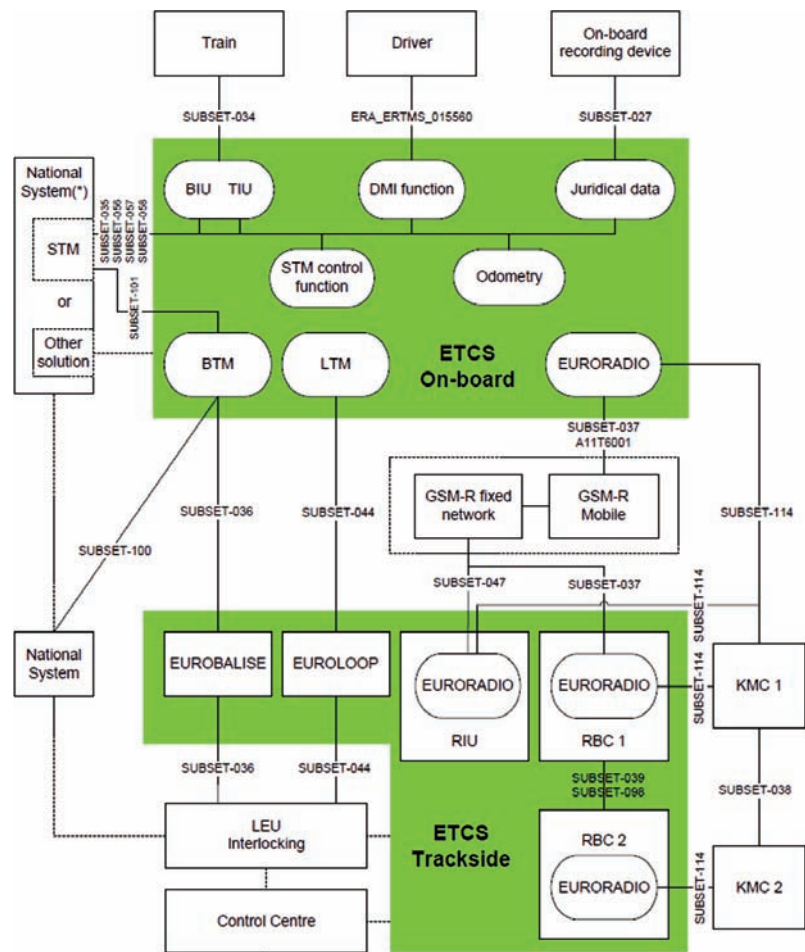 Train
Driver
On-board
recording device
SUBSET-034
ERA_ERTMS_015560
SUBSET-027
National
System(*)
STM
or
Other
solution
SUBSET-035
SUBSET-056
SUBSET-057
SUBSET-058
SUBSET-101
BIU TIU
DMI function
Juridical data
STM control
function
Odometry
BTM
LTM
ETCS
On-board
EURORADIO
SUBSET-037
A11T6001
GSM-R fixed
network
GSM-R
Mobile
SUBSET-036
SUBSET-044
SUBSET-114
SUBSET-100
SUBSET-047
SUBSET-037
SUBSET-114
National
System
EUROBALISE
EUROLOOP
EURORADIO
RIU
EURORADIO
RBC 1
SUBSET-114
KMC 1
SUBSET-036
SUBSET-044
SUBSET-039
SUBSET-098
SUBSET-038
LEU
Interlocking
ETCS
Trackside
RBC 2
EURORADIO
SUBSET-114
KMC 2
Control Centre